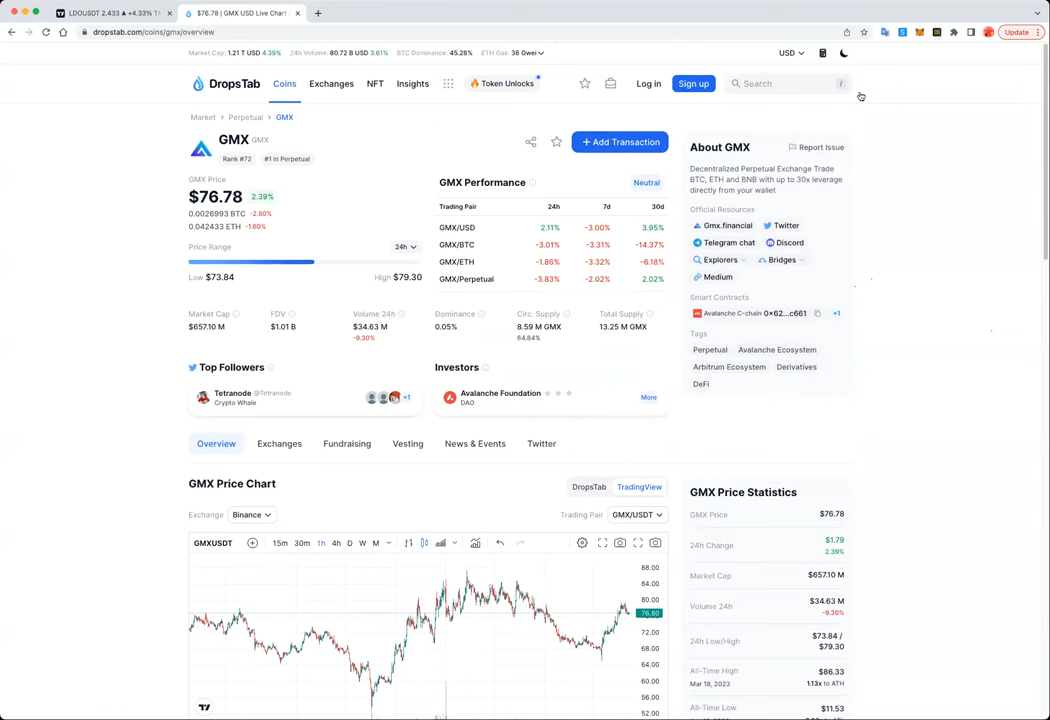 LDOUSDT 2.433 ▲ +4.33%
$76.78 | GMX USD Live Chart
dropstab.com/coins/gmx/overview
Update
Market Cap: 1.21 T USD 4.39% 24h Volume: 80.72 B USD 3.61% BTC Dominance: 45.28% ETH Gas: 36 Gwei
USD
DropsTab
Coins Exchanges NFT Insights Token Unlocks
Log in Sign up Search /
Market > Perpetual > GMX
GMX GMX
Rank #72 #1 in Perpetual
Add Transaction
GMX Price
$76.78 2.39%
0.0026993 BTC -2.80%
0.042433 ETH -1.60%
Price Range 24h
Low $73.84 High $79.30
GMX Performance Neutral
Trading Pair 24h 7d 30d
GMX/USD 2.11% -3.00% 3.95%
GMX/BTC -3.01% -3.31% -14.37%
GMX/ETH -1.86% -3.32% -6.18%
GMX/Perpetual -3.83% -2.02% 2.02%
Market Cap FDV Volume 24h Dominance Circ. Supply Total Supply
$657.10 M $1.01 B $34.63 M 0.05% 8.59 M GMX 13.25 M GMX
-9.30% 64.84%
Top Followers
Tetranode @Tetranode
Crypto Whale
+1
Investors
Avalanche Foundation
DAO
More
About GMX Report Issue
Decentralized Perpetual Exchange Trade
BTC, ETH and BNB with up to 30x leverage
directly from your wallet
Official Resources
Gmx.financial Twitter
Telegram chat Discord
Explorers Bridges
Medium
Smart Contracts
Avalanche C-chain 0x62...c661 +1
Tags
Perpetual Avalanche Ecosystem
Arbitrum Ecosystem Derivatives
DeFi
Overview Exchanges Fundraising Vesting News & Events Twitter
GMX Price Chart
DropsTab TradingView
Exchange Binance
Trading Pair GMX/USDT
GMXUSDT 15m 30m 1h 4h D W M
88.00
84.00
80.00
76.80
72.00
68.00
64.00
60.00
56.00
52.00
GMX Price Statistics
GMX Price $76.78
24h Change $1.79
2.39%
Market Cap $657.10 M
Volume 24h $34.63 M
-9.30%
24h Low/High $73.84 /
$79.30
All-Time High $86.33
Mar 18, 2023 1.13x to ATH
All-Time Low $11.53